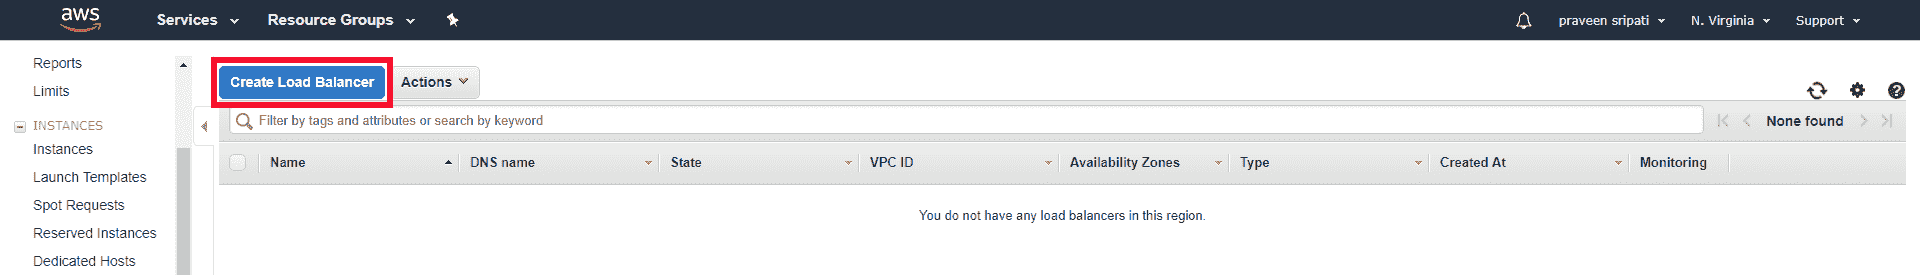 aws Services Resource Groups praveen sripati N. Virginia Support
Reports
Limits
INSTANCES
Instances
Launch Templates
Spot Requests
Reserved Instances
Dedicated Hosts
Create Load Balancer Actions
Filter by tags and attributes or search by keyword None found
Name DNS name State VPC ID Availability Zones Type Created At Monitoring
You do not have any load balancers in this region.